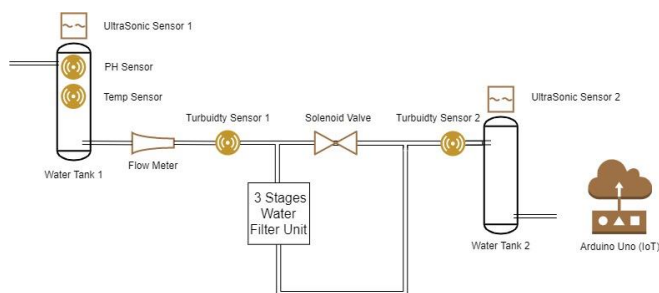 UltraSonic Sensor 1
PH Sensor
Temp Sensor
Water Tank 1
Flow Meter
Turbuidty Sensor 1
3 Stages
Water
Filter Unit
Solenoid Valve
Turbuidty Sensor 2
UltraSonic Sensor 2
Water Tank 2
Arduino Uno (IoT)